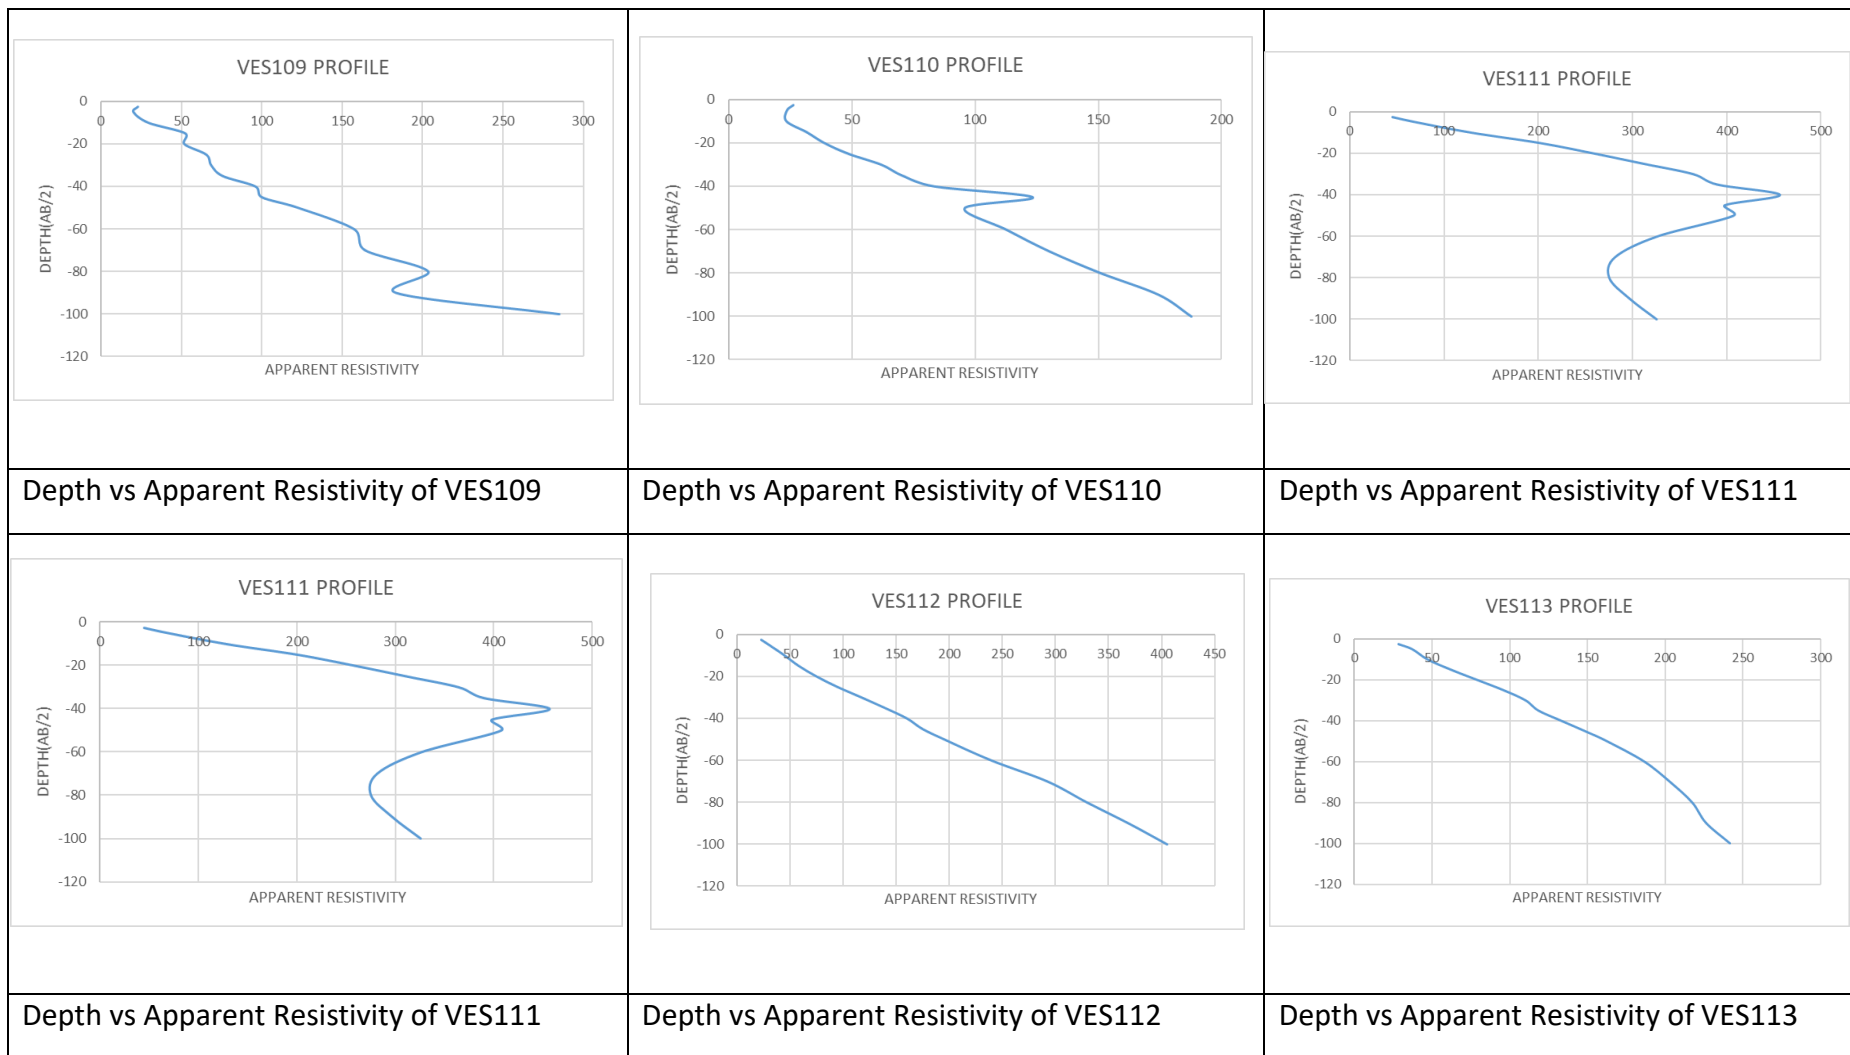 VES109 PROFILE
0
0 50 100 150 200 250 300
-20
-40
-60
-80
-100
-120
DEPTH(AB/2)
APPARENT RESISTIVITY
VES110 PROFILE
0
0 50 100 150 200
-20
-40
-60
-80
-100
-120
DEPTH(AB/2)
APPARENT RESISTIVITY
VES111 PROFILE
0
0 100 200 300 400 500
-20
-40
-60
-80
-100
-120
DEPTH(AB/2)
APPARENT RESISTIVITY
Depth vs Apparent Resistivity of VES109
Depth vs Apparent Resistivity of VES110
Depth vs Apparent Resistivity of VES111
VES111 PROFILE
0
0 100 200 300 400 500
-20
-40
-60
-80
-100
-120
DEPTH(AB/2)
APPARENT RESISTIVITY
VES112 PROFILE
0
0 50 100 150 200 250 300 350 400 450
-20
-40
-60
-80
-100
-120
DEPTH(AB/2)
APPARENT RESISTIVITY
VES113 PROFILE
0
0 50 100 150 200 250 300
-20
-40
-60
-80
-100
-120
DEPTH(AB/2)
APPARENT RESISTIVITY
Depth vs Apparent Resistivity of VES111
Depth vs Apparent Resistivity of VES112
Depth vs Apparent Resistivity of VES113